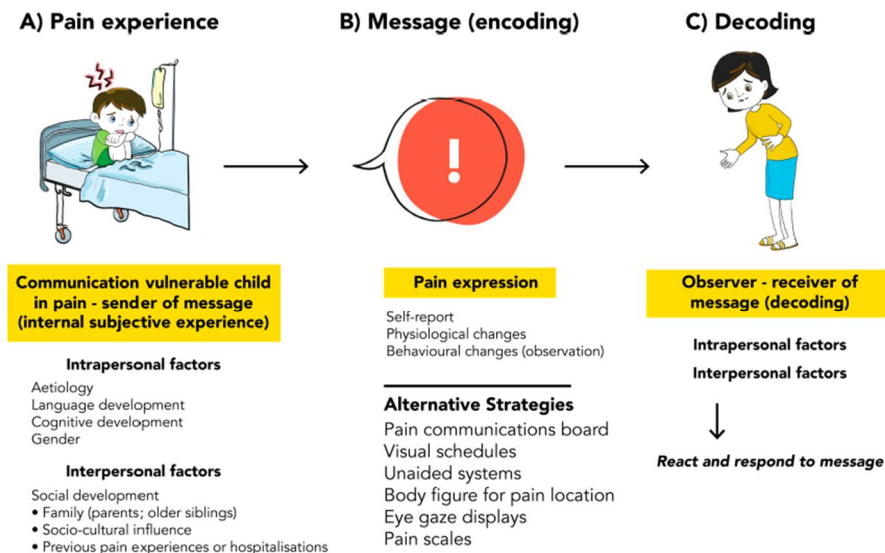 A) Pain experience
B) Message (encoding)
C) Decoding
!
Communication vulnerable child
in pain - sender of message
(internal subjective experience)
Intrapersonal factors
Aetiology
Language development
Cognitive development
Gender
Interpersonal factors
Social development
• Family (parents; older siblings)
• Socio-cultural influence
• Previous pain experiences or hospitalisations
Pain expression
Self-report
Physiological changes
Behavioural changes (observation)
Alternative Strategies
Pain communications board
Visual schedules
Unaided systems
Body figure for pain location
Eye gaze displays
Pain scales
Observer - receiver of
message (decoding)
Intrapersonal factors
Interpersonal factors
React and respond to message